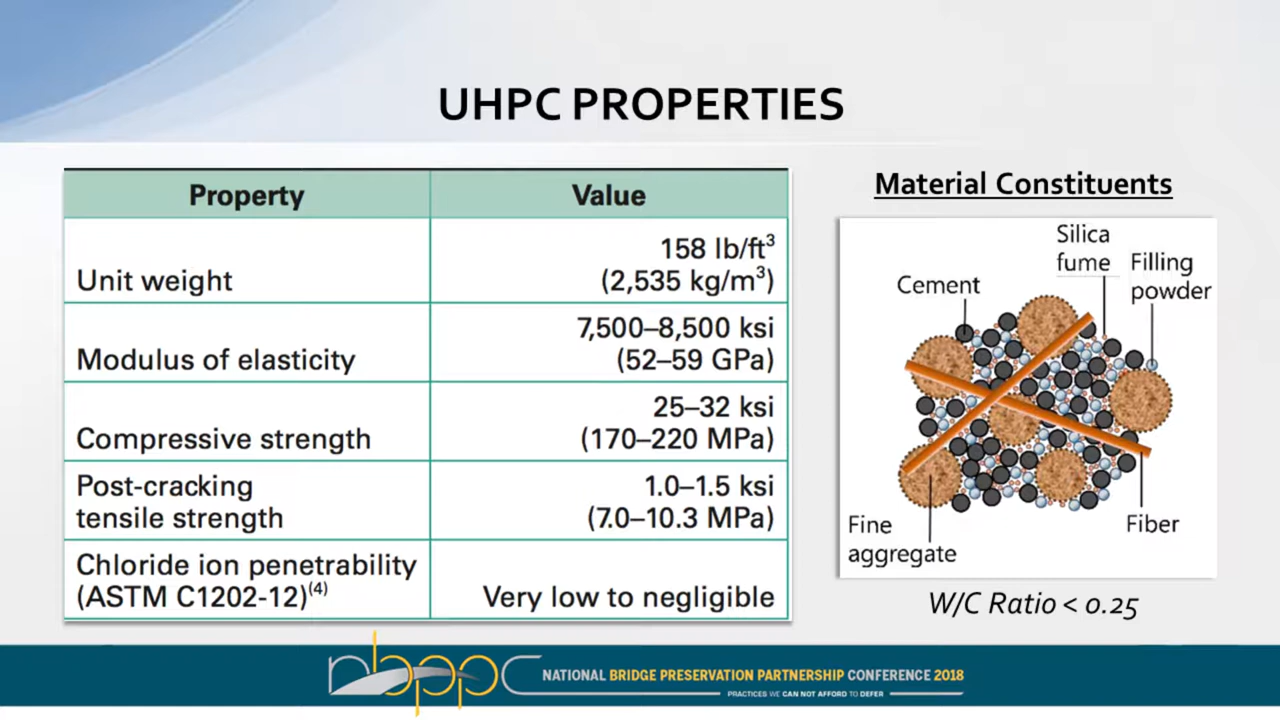 UHPC PROPERTIES
Property Value
Unit weight 158 lb/ft³
(2,535 kg/m³)
Modulus of elasticity 7,500–8,500 ksi
(52–59 GPa)
Compressive strength 25–32 ksi
(170–220 MPa)
Post-cracking 1.0–1.5 ksi
tensile strength (7.0–10.3 MPa)
Chloride ion penetrability
(ASTM C1202-12)⁽⁴⁾ Very low to negligible
Material Constituents
Silica
fume
Filling
powder
Cement
Fine
aggregate
Fiber
W/C Ratio < 0.25
nbppc
NATIONAL BRIDGE PRESERVATION PARTNERSHIP CONFERENCE 2018
PRACTICES WE CAN NOT AFFORD TO DEFER